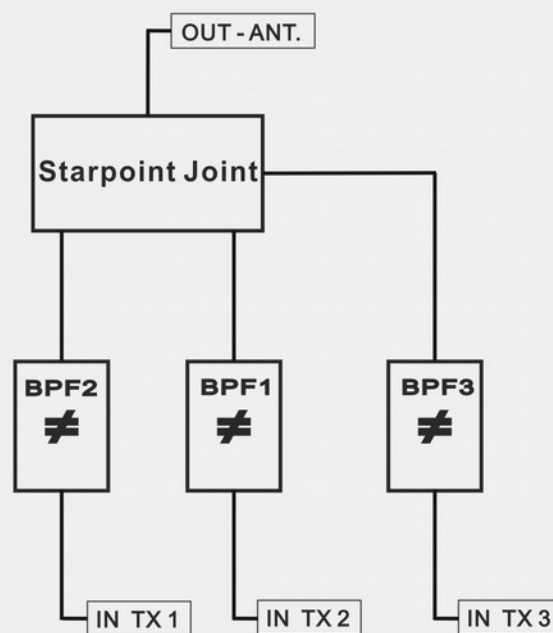 OUT - ANT.
Starpoint Joint
BPF2
BPF1
BPF3
≠
≠
≠
IN TX 1
IN TX 2
IN TX 3